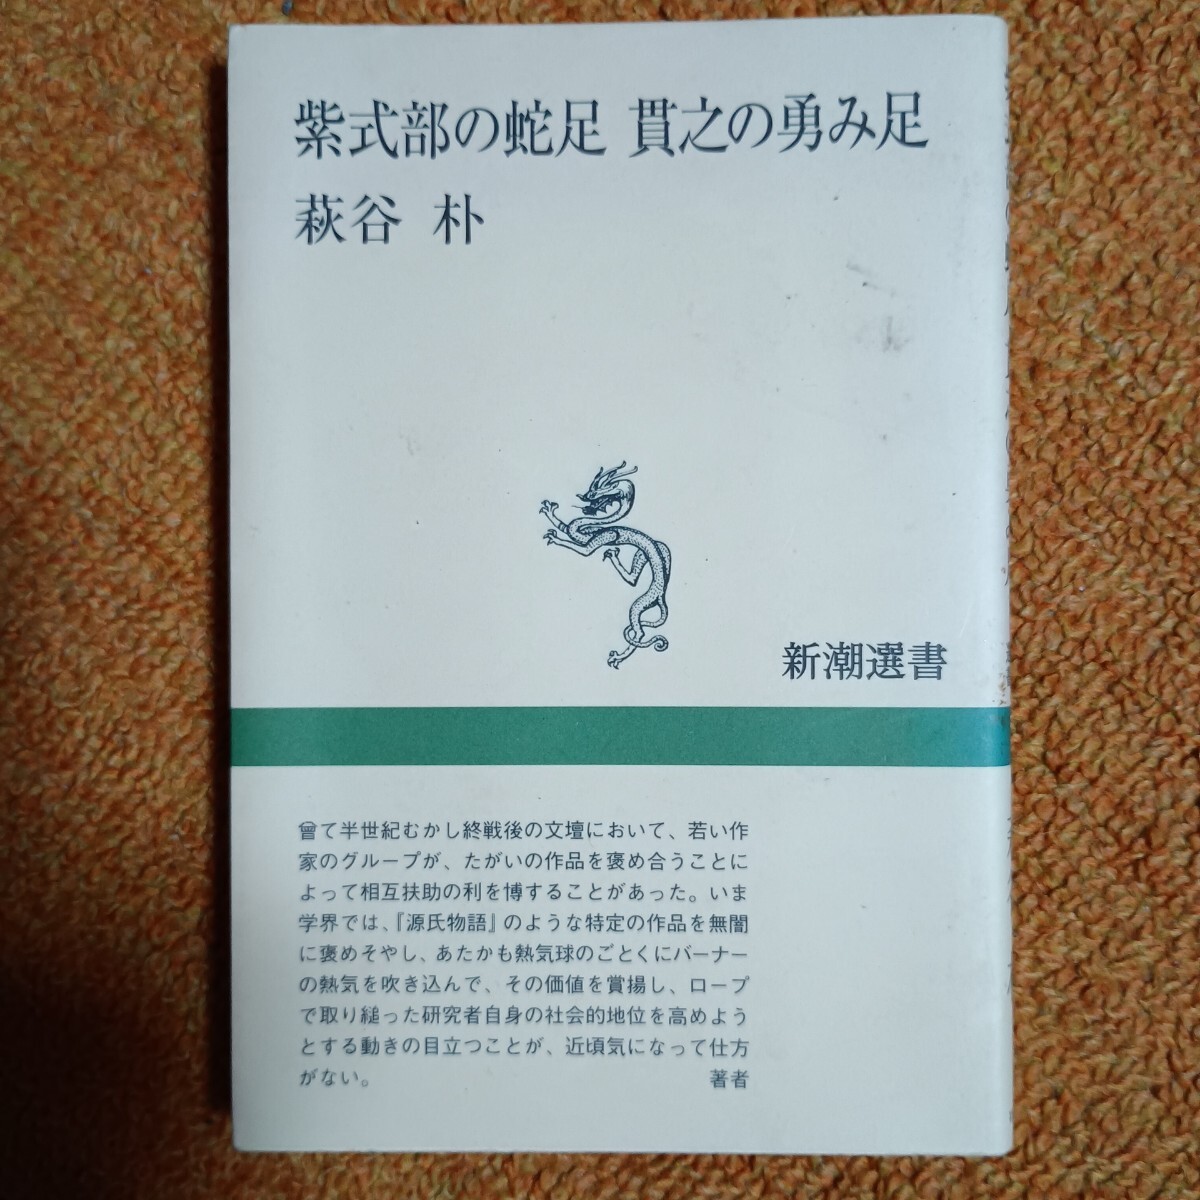 紫式部の蛇足 貫之の勇み足
萩谷 朴
新潮選書
曾て半世紀むかし終戦後の文壇において、若い作
家のグループが、たがいの作品を褒め合うことに
よって相互扶助の利を博することがあった。いま
学界では、『源氏物語』のような特定の作品を無闇
に褒めそやし、あたかも熱気球のごとくにバーナー
の熱気を吹き込んで、その価値を賞揚し、ロープ
で取り縋った研究者自身の社会的地位を高めよう
とする動きの目立つことが、近頃気になって仕方
がない。 著者